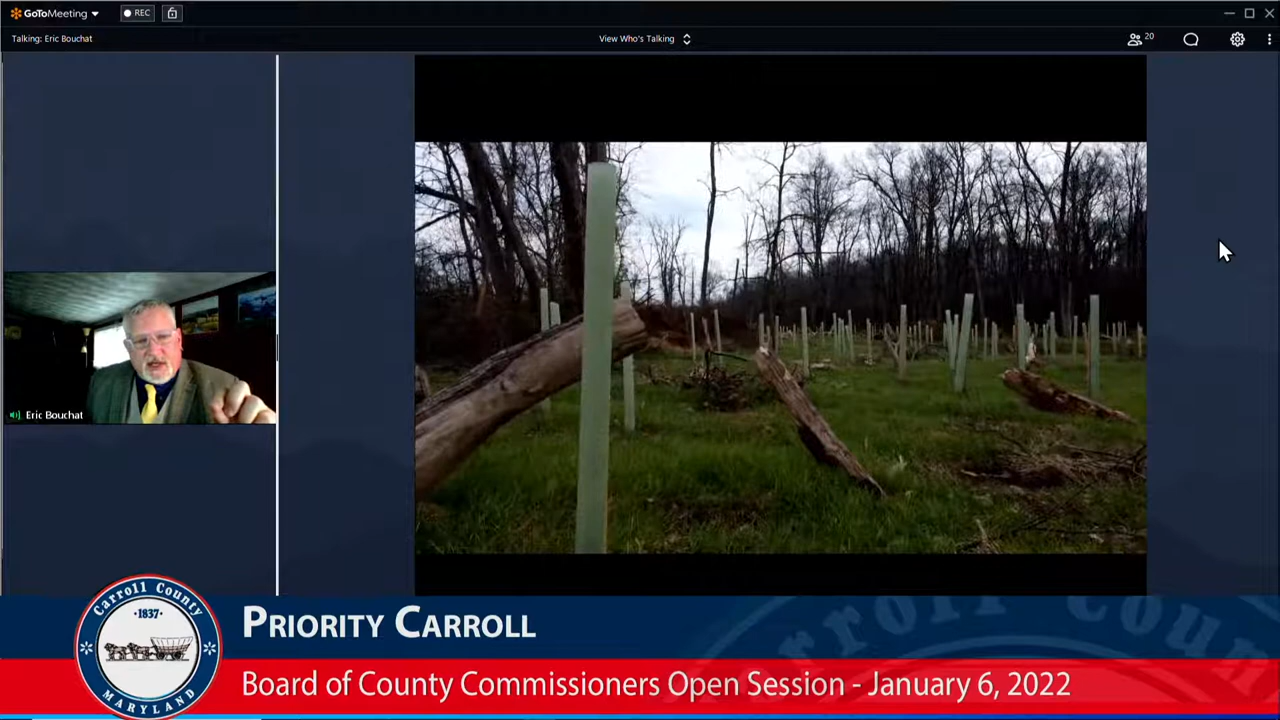 GoToMeeting
REC
Talking: Eric Bouchat
View Who's Talking
20
Eric Bouchat
Carroll County
·1837·
Maryland
Priority Carroll
Board of County Commissioners Open Session - January 6, 2022